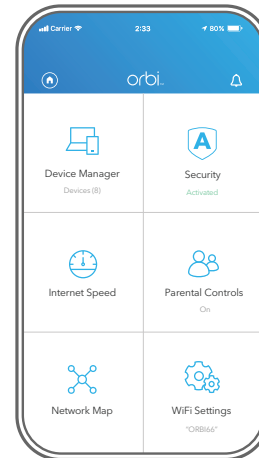 Carrier 2:33 80%
orbi
A
Device Manager Security
Devices (8) Activated
Internet Speed Parental Controls
On
Network Map WiFi Settings
"ORBI66"